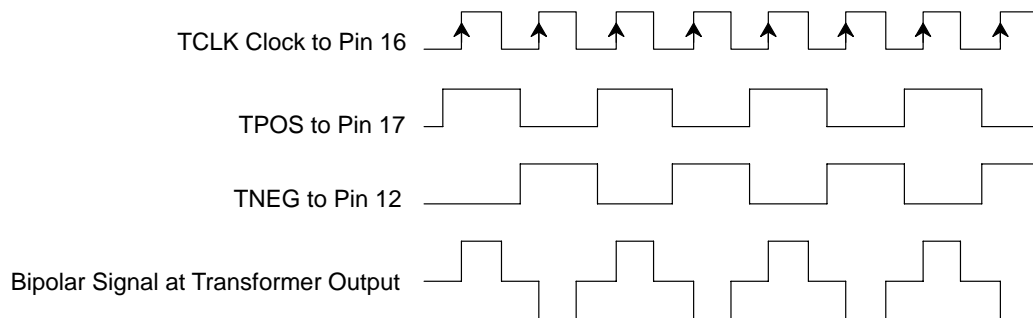 TCLK Clock to Pin 16
TPOS to Pin 17
TNEG to Pin 12
Bipolar Signal at Transformer Output